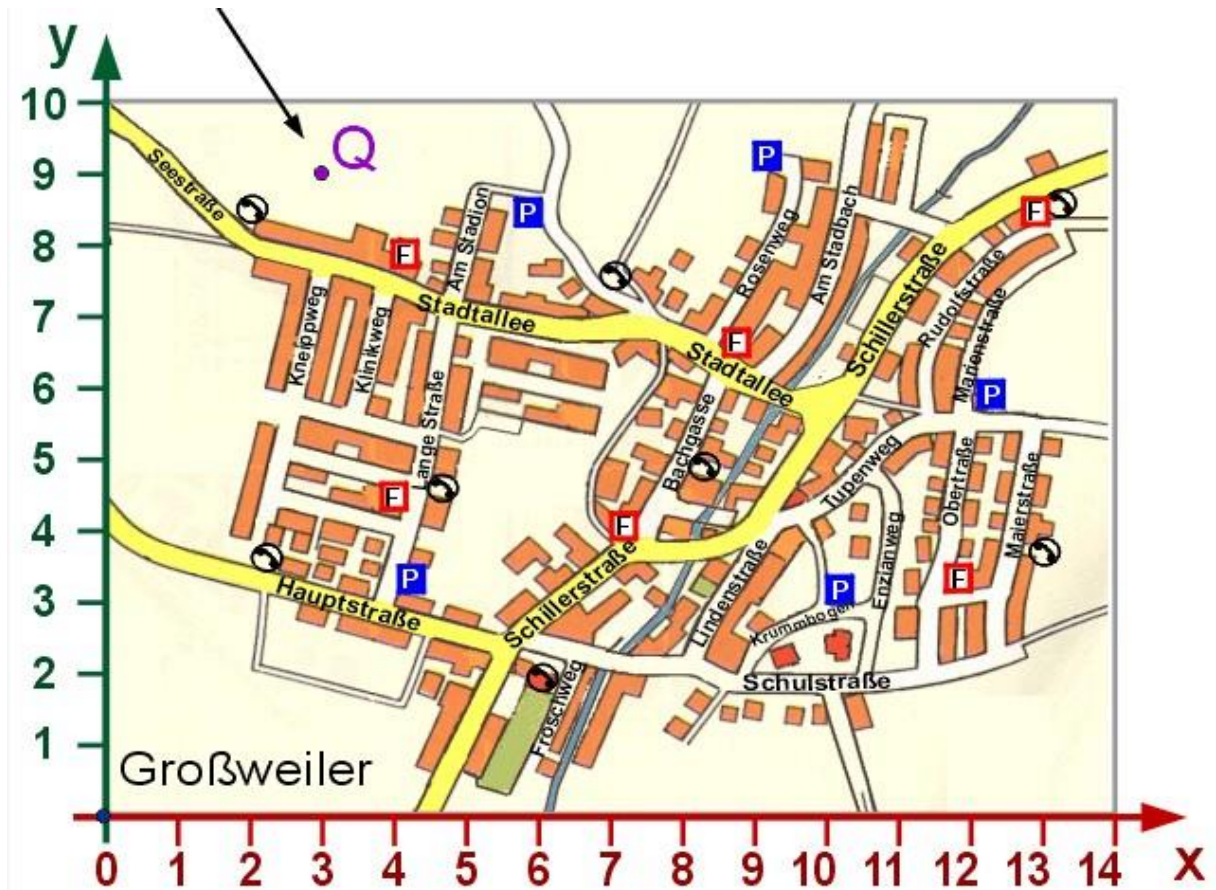 y
10
9
8
7
6
5
4
3
2
1
0
1
2
3
4
5
6
7
8
9
10
11
12
13
14
x
Q
Großweiler
Seestraße
Am Stadion
Stadtallee
Kneippweg
Klinikweg
Lange Straße
Hauptstraße
Stadtallee
Rosenweg
Am Stadbach
Bachgasse
Schillerstraße
Schillerstraße
Rudolfstraße
Marienstraße
Tupenweg
Obertraße
Maierstraße
Enzianweg
Lindenstraße
Krummbogen
Schulstraße
Froschweg
P
P
P
P
P
F
F
F
F
F
F